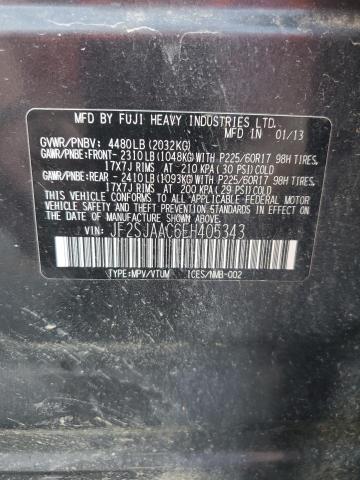 MFD BY FUJI HEAVY INDUSTRIES LTD.
MFD IN 01/13
GVWR/PNBV: 4480LB (2032KG)
GAWR/PNBE: FRONT- 2310LB (1048KG) WITH P225/60R17 98H TIRES,
17X7J RIMS AT 210 KPA (30 PSI) COLD
GAWR/PNBE: REAR - 2410LB (1093KG) WITH P225/60R17 98H TIRES,
17X7J RIMS AT 200 KPA (29 PSI) COLD
THIS VEHICLE CONFORMS TO ALL APPLICABLE
FEDERAL MOTOR VEHICLE SAFETY STANDARDS
IN EFFECT ON THE DATE OF MANUFACTURE SHOWN ABOVE.
VIN: JF2SJAAC6EH405343
TYPE:MPV/VTUM ICES/NMB-002